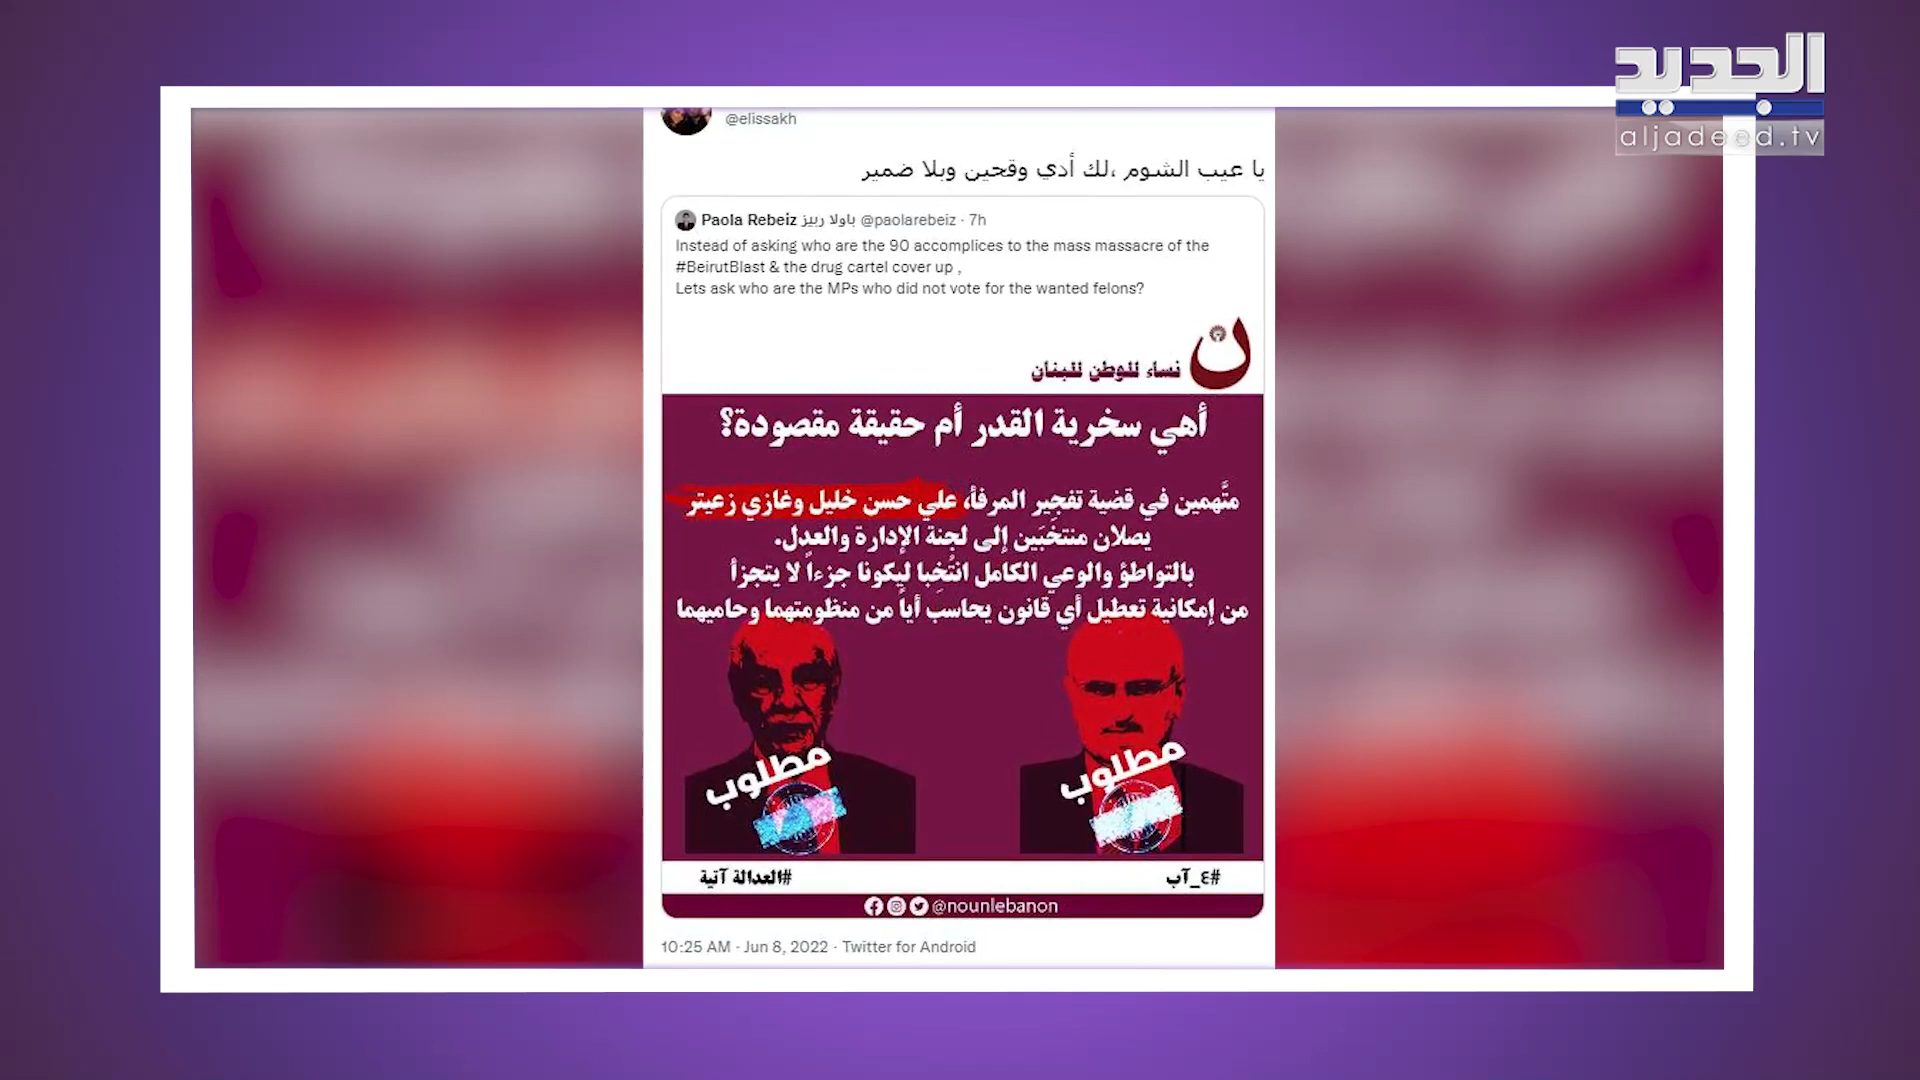 الجديد
aljadeed.tv
@elissakh
يا عيب الشوم ،لك أدي وقحين وبلا ضمير
Paola Rebeiz باولا ربيز @paolarebeiz · 7h
Instead of asking who are the 90 accomplices to the mass massacre of the
#BeirutBlast & the drug cartel cover up ,
Lets ask who are the MPs who did not vote for the wanted felons?
ن
نساء للوطن للبنان
أهي سخرية القدر أم حقيقة مقصودة؟
متَّهمين في قضية تفجير المرفأ، علي حسن خليل وغازي زعيتر
يصلان منتخَبَين إلى لجنة الإدارة والعدل.
بالتواطؤ والوعي الكامل انتُخِبا ليكونا جزءاً لا يتجزأ
من إمكانية تعطيل أي قانون يحاسب أياً من منظومتهما وحاميهما
مطلوب
مطلوب
#٤_آب
#العدالة آتية
@nounlebanon
10:25 AM · Jun 8, 2022 · Twitter for Android